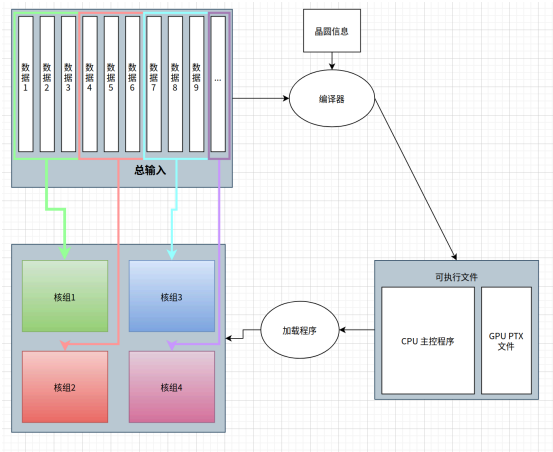 数据1
数据2
数据3
数据4
数据5
数据6
数据7
数据8
数据9
...
总输入
晶圆信息
编译器
核组1
核组3
核组2
核组4
加载程序
可执行文件
CPU 主控程序
GPU PTX
文件